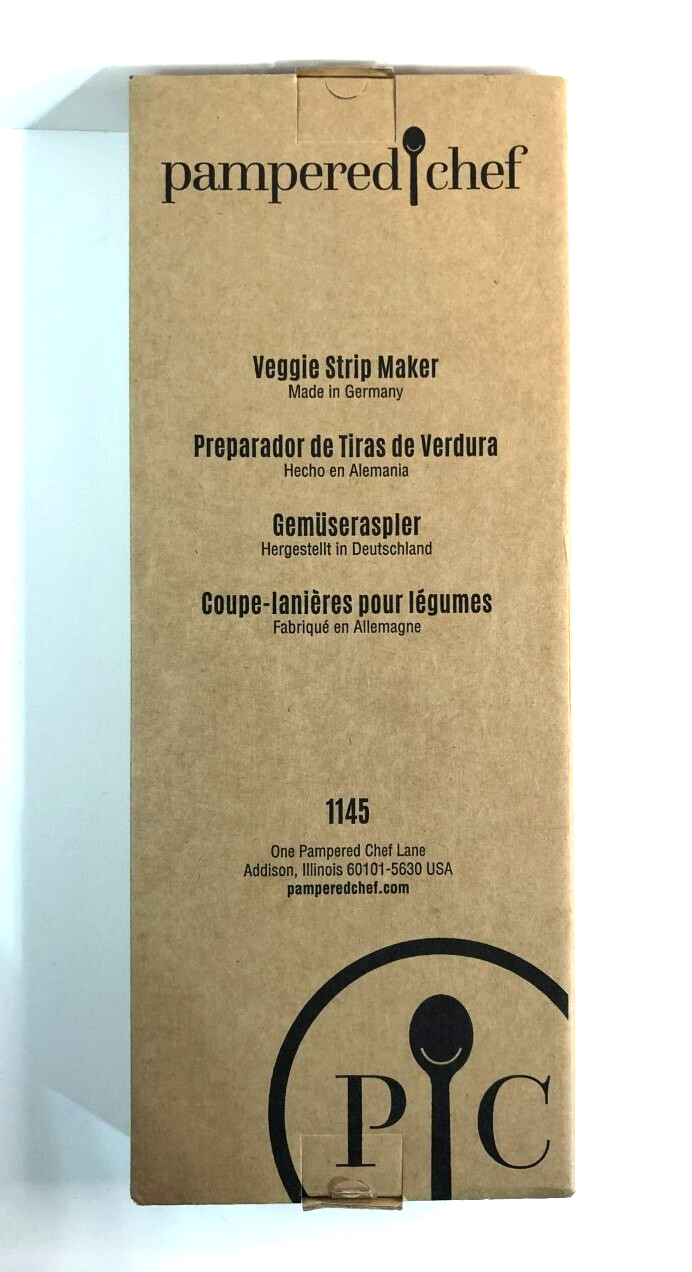 pampered chef
Veggie Strip Maker
Made in Germany
Preparador de Tiras de Verdura
Hecho en Alemania
Gemüseraspler
Hergestellt in Deutschland
Coupe-lanières pour légumes
Fabriqué en Allemagne
1145
One Pampered Chef Lane
Addison, Illinois 60101-5630 USA
pamperedchef.com
P C